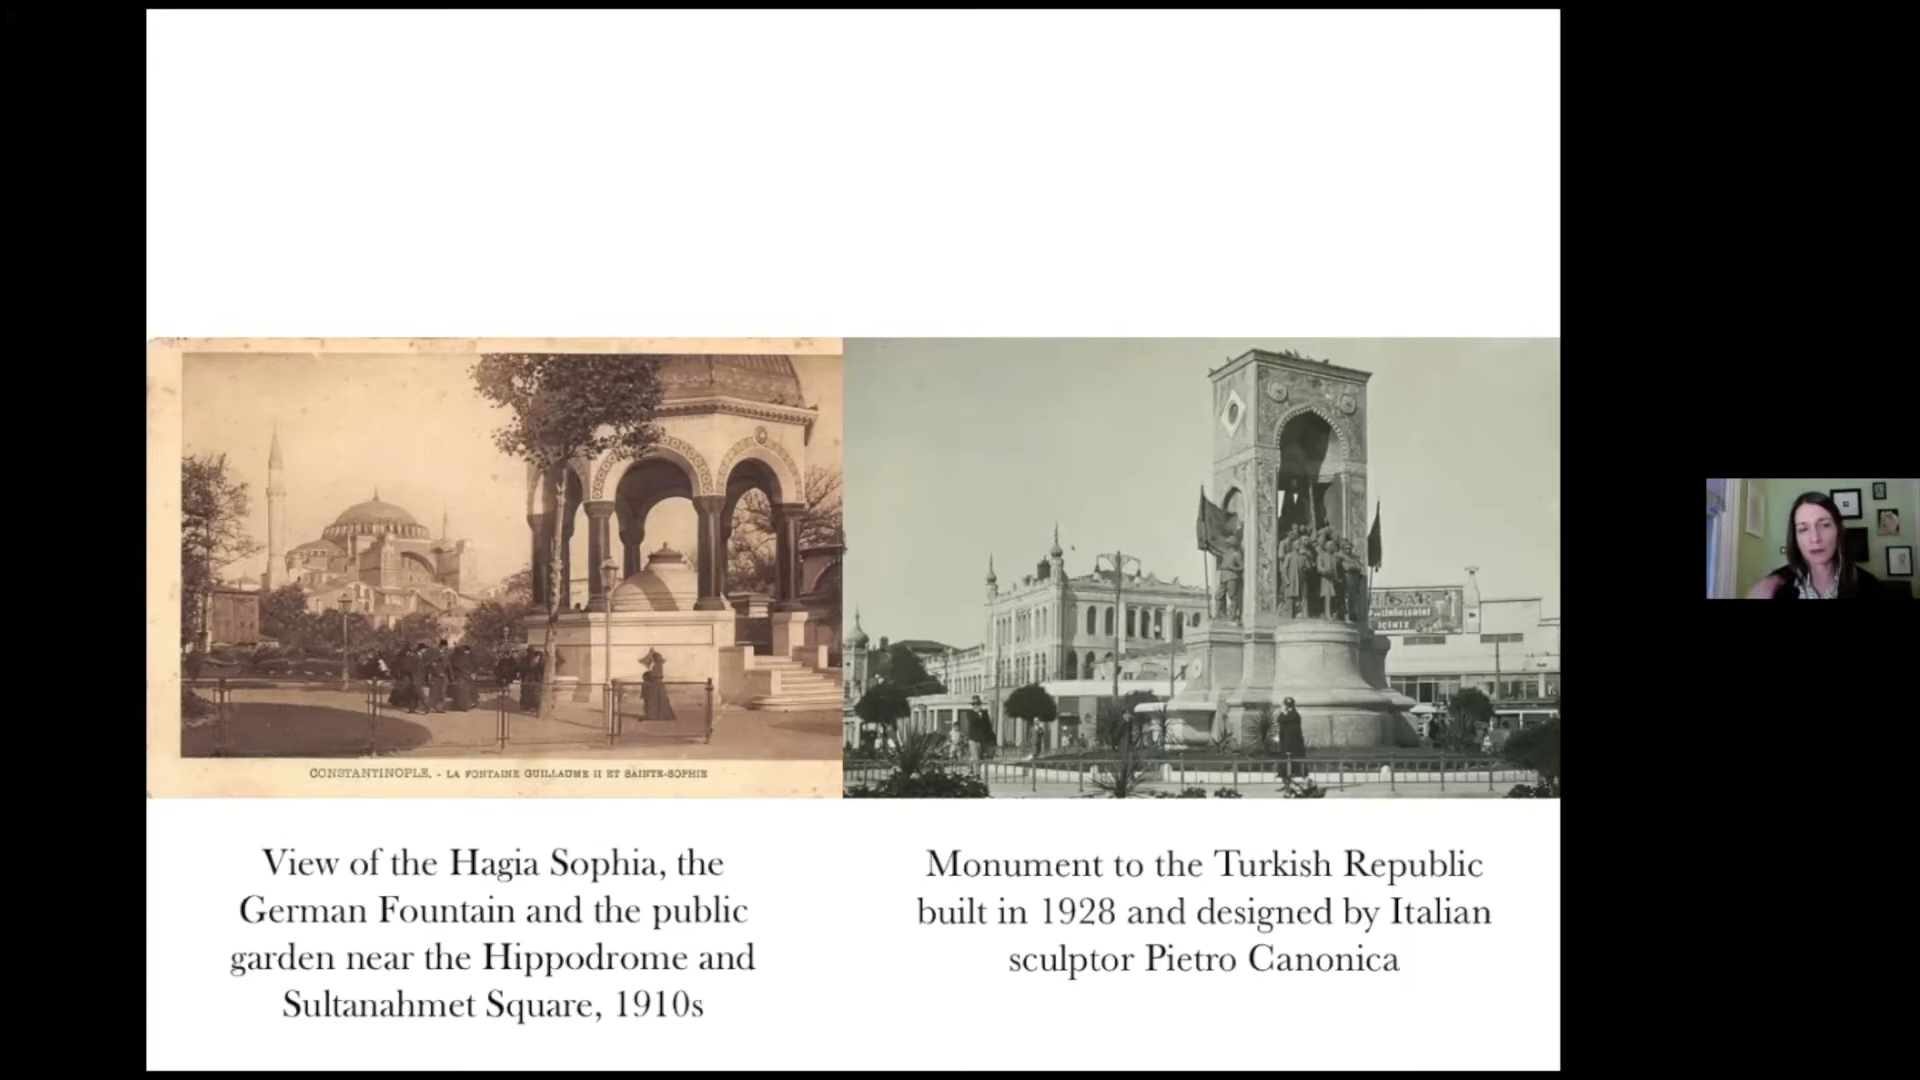 CONSTANTINOPLE. - LA FONTAINE GUILLAUME II ET SAINTE-SOPHIE
View of the Hagia Sophia, the
German Fountain and the public
garden near the Hippodrome and
Sultanahmet Square, 1910s
IÇINIZ
Monument to the Turkish Republic
built in 1928 and designed by Italian
sculptor Pietro Canonica